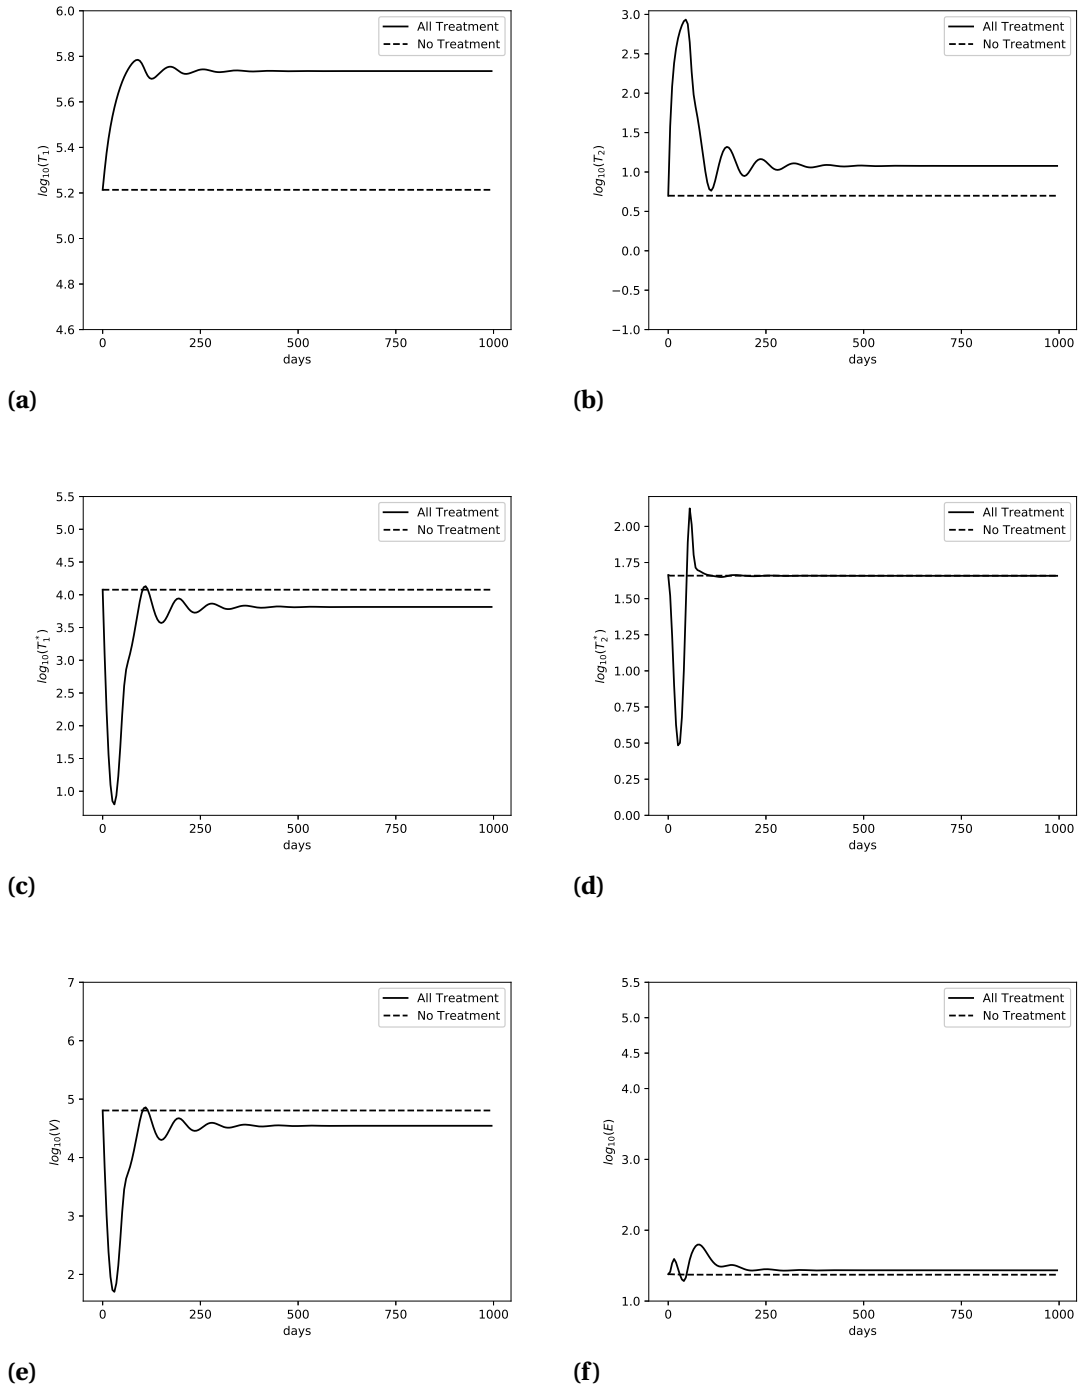 6.0
5.8
5.6
5.4
5.2
5.0
4.8
4.6
log10(T1)
All Treatment
No Treatment
0 250 500 750 1000
days
(a)
3.0
2.5
2.0
1.5
1.0
0.5
0.0
−0.5
−1.0
log10(T2)
All Treatment
No Treatment
0 250 500 750 1000
days
(b)
5.5
5.0
4.5
4.0
3.5
3.0
2.5
2.0
1.5
1.0
log10(T1*)
All Treatment
No Treatment
0 250 500 750 1000
days
(c)
2.00
1.75
1.50
1.25
1.00
0.75
0.50
0.25
0.00
log10(T2*)
All Treatment
No Treatment
0 250 500 750 1000
days
(d)
7
6
5
4
3
2
log10(V)
All Treatment
No Treatment
0 250 500 750 1000
days
(e)
5.5
5.0
4.5
4.0
3.0
2.0
1.0
log10(E)
All Treatment
No Treatment
0 250 500 750 1000
days
(f)